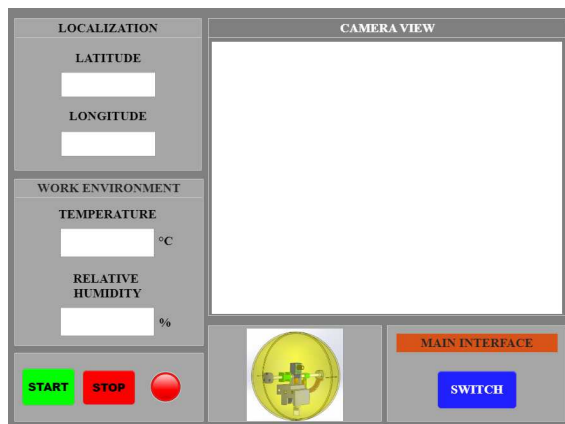 LOCALIZATION
LATITUDE
LONGITUDE
WORK ENVIRONMENT
TEMPERATURE
°C
RELATIVE
HUMIDITY
%
START STOP
CAMERA VIEW
MAIN INTERFACE
SWITCH